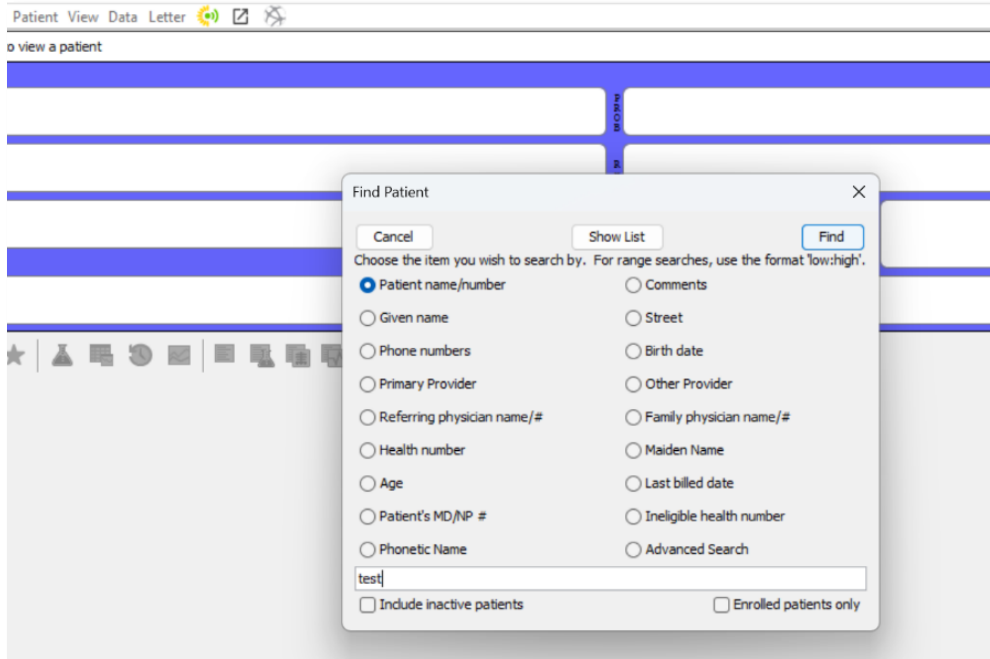 Patient View Data Letter
o view a patient
PROB
Find Patient
Cancel Show List Find
Choose the item you wish to search by. For range searches, use the format 'low:high'.
Patient name/number Comments
Given name Street
Phone numbers Birth date
Primary Provider Other Provider
Referring physician name/# Family physician name/#
Health number Maiden Name
Age Last billed date
Patient's MD/NP # Ineligible health number
Phonetic Name Advanced Search
test
Include inactive patients Enrolled patients only